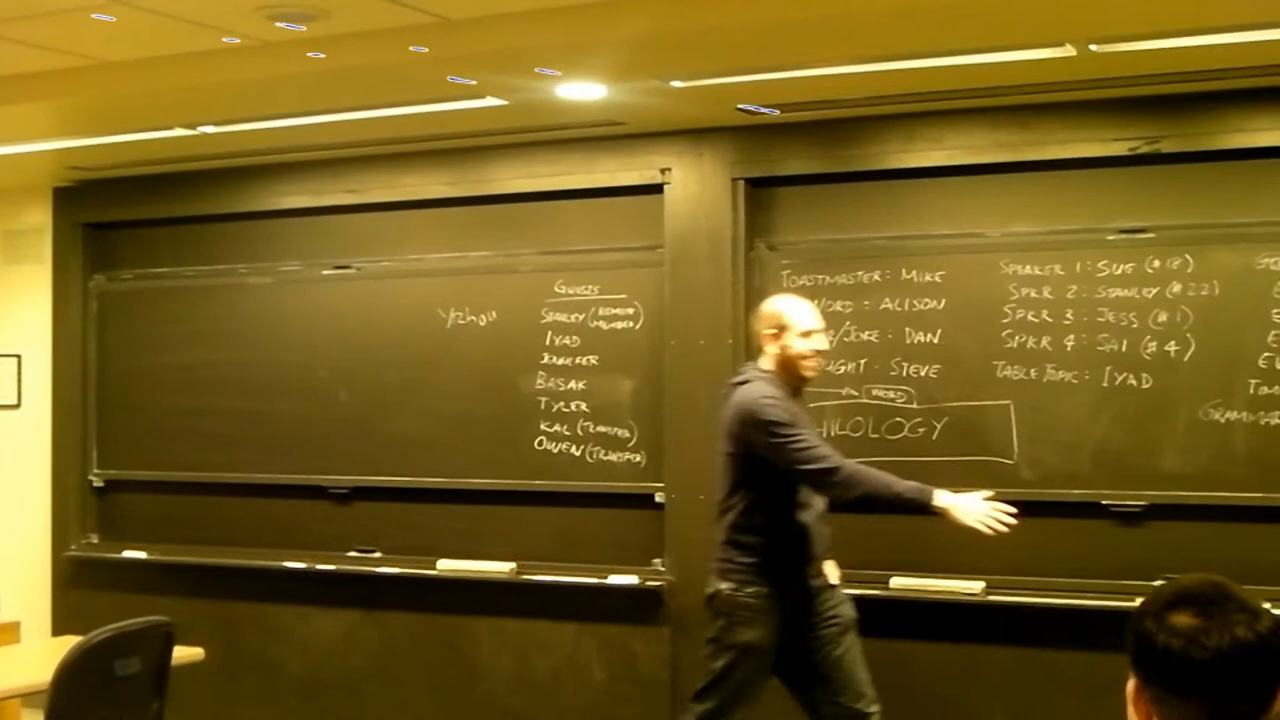 Yizhou
GUESTS
STANLEY (REMOTE MEMBER)
IYAD
JENNIFER
BASAK
TYLER
KAL (TRANSFER)
OWEN (TRANSFER)
TOASTMASTER: MIKE
WORD: ALISON
/JOKE: DAN
STEVE
WORD
HILOLOGY
SPEAKER 1: SUE (#18)
SPKR 2: STANLEY (#22)
SPKR 3: JESS (#1)
SPKR 4: SAI (#4)
TABLE TOPIC: IYAD